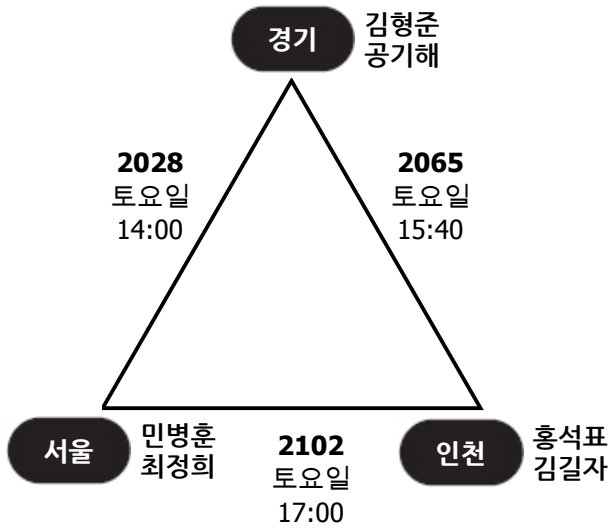 경기
김형준
공기해
2028
토요일
14:00
2065
토요일
15:40
서울
민병훈
최정희
2102
토요일
17:00
인천
홍석표
김길자